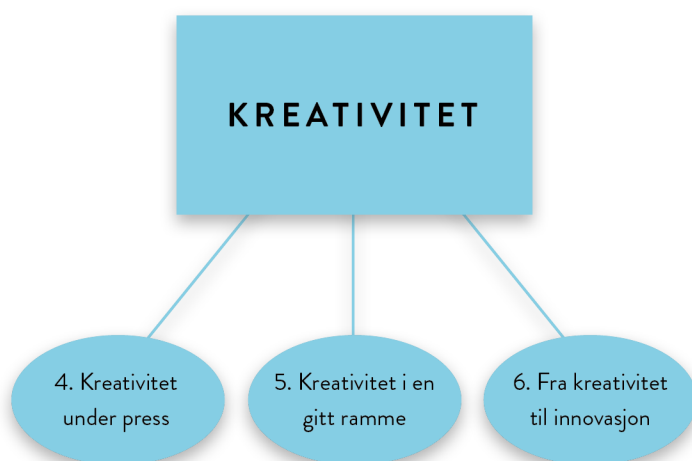 KREATIVITET
4. Kreativitet
under press
5. Kreativitet i en
gitt ramme
6. Fra kreativitet
til innovasjon